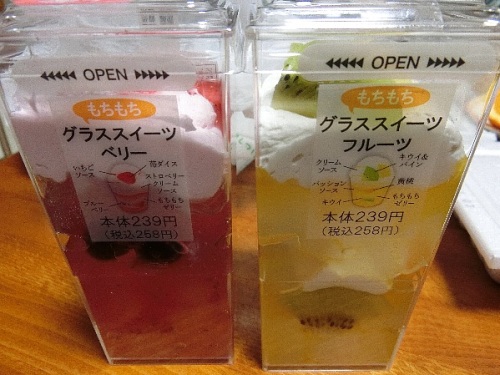 OPEN
もちもち
グラススイーツ
ベリー
いちご
ソース
苺ダイス
ストロベリー
クリーム
ソース
ブルー
ベリー
もちもち
ゼリー
本体239円
(税込258円)
OPEN
もちもち
グラススイーツ
フルーツ
クリーム
ソース
キウイ&
パイン
パッション
ソース
黄桃
キウイ
もちもち
ゼリー
本体239円
(税込258円)